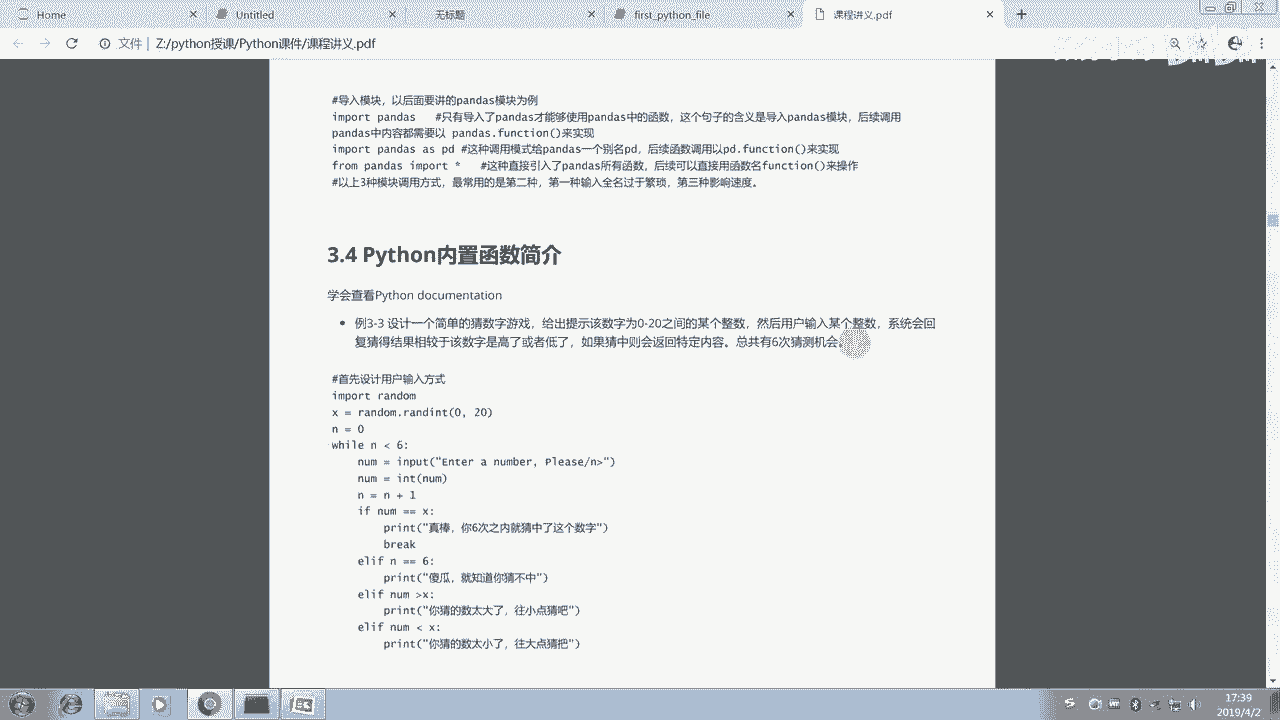 Home
Untitled
无标题
first_python_file
课程讲义.pdf
文件 | Z:/python授课/Python课件/课程讲义.pdf
#导入模块，以后面要讲的pandas模块为例
import pandas   #只有导入了pandas才能够使用pandas中的函数，这个句子的含义是导入pandas模块，后续调用
pandas中内容都需要以 pandas.function()来实现
import pandas as pd #这种调用模式给pandas一个别名pd，后续函数调用以pd.function()来实现
from pandas import *   #这种直接引入了pandas所有函数，后续可以直接用函数名function()来操作
#以上3种模块调用方式，最常用的是第二种，第一种输入全名过于繁琐，第三种影响速度。
3.4 Python内置函数简介
学会查看Python documentation
• 例3-3 设计一个简单的猜数字游戏，给出提示该数字为0-20之间的某个整数，然后用户输入某个整数，系统会回
复猜得结果相较于该数字是高了或者低了，如果猜中则会返回特定内容。总共有6次猜测机会
#首先设计用户输入方式
import random
x = random.randint(0, 20)
n = 0
while n < 6:
    num = input("Enter a number, Please/n>")
    num = int(num)
    n = n + 1
    if num == x:
        print("真棒，你6次之内就猜中了这个数字")
        break
    elif n == 6:
        print("傻瓜，就知道你猜不中")
    elif num >x:
        print("你猜的数太大了，往小点猜吧")
    elif num < x:
        print("你猜的数太小了，往大点猜把")
17:39
2019/4/2